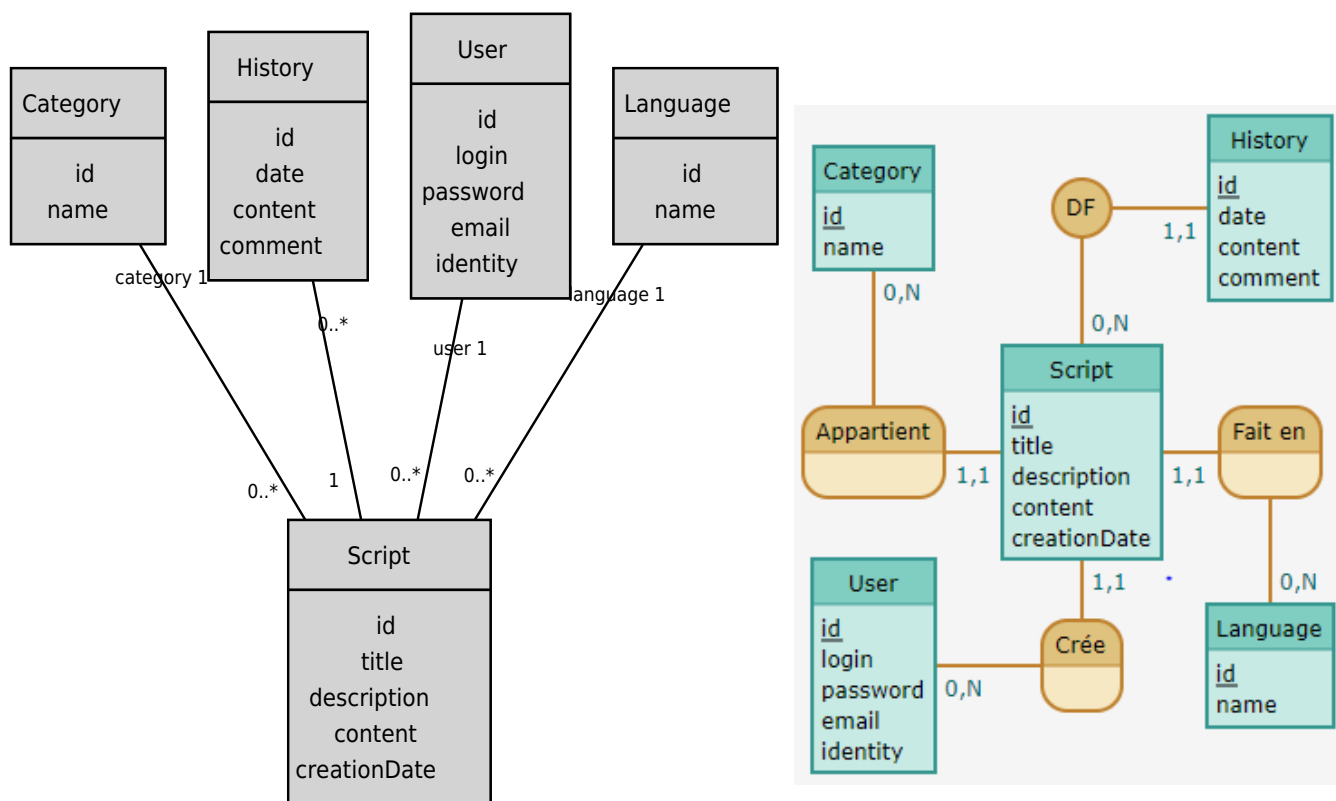 Category
id
name
History
id
date
content
comment
User
id
login
password
email
identity
Language
id
name
category 1
0..*
user 1
language 1
0..*
1
0..*
0..*
Script
id
title
description
content
creationDate
Category
id
name
0,N
DF
1,1
0,N
History
id
date
content
comment
Appartient
1,1
Script
id
title
description
content
creationDate
1,1
Fait en
0,N
1,1
User
id
login
password
email
identity
0,N
Crée
Language
id
name